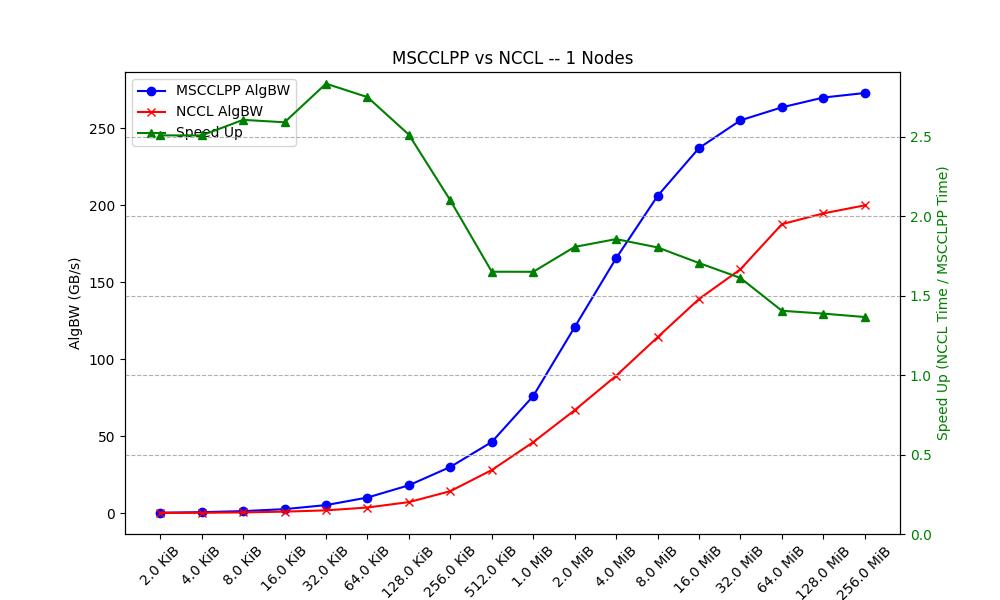 MSCCLPP vs NCCL -- 1 Nodes
MSCCLPP AlgBW
NCCL AlgBW
Speed Up
AlgBW (GB/s)
250
200
150
100
50
0
2.5
2.0
1.5
1.0
0.5
0.0
Speed Up (NCCL Time / MSCCLPP Time)
2.0 KiB
4.0 KiB
8.0 KiB
16.0 KiB
32.0 KiB
64.0 KiB
128.0 KiB
256.0 KiB
512.0 KiB
1.0 MiB
2.0 MiB
4.0 MiB
8.0 MiB
16.0 MiB
32.0 MiB
64.0 MiB
128.0 MiB
256.0 MiB